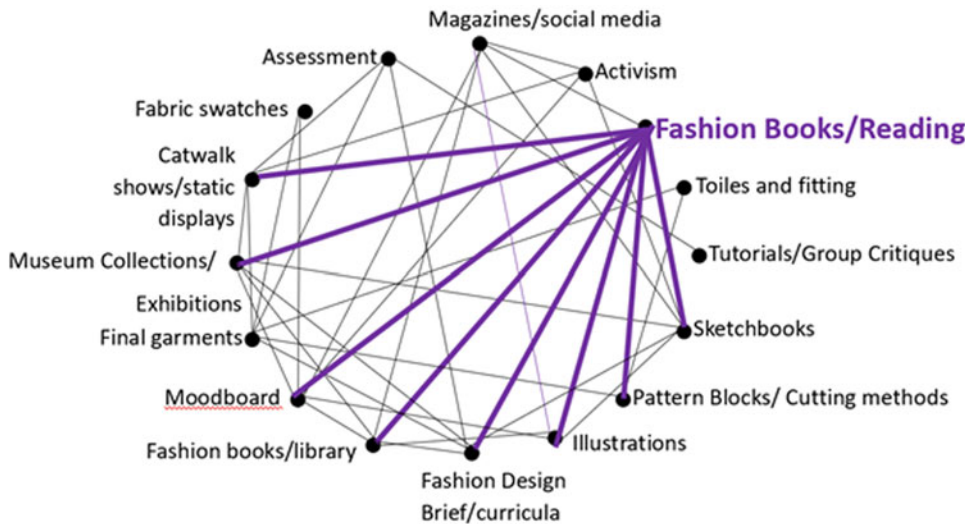 Magazines/social media
Assessment
Activism
Fabric swatches
Fashion Books/Reading
Catwalk
shows/static
displays
Toiles and fitting
Museum Collections/
Exhibitions
Tutorials/Group Critiques
Final garments
Sketchbooks
Moodboard
Pattern Blocks/ Cutting methods
Fashion books/library
Illustrations
Fashion Design
Brief/curricula